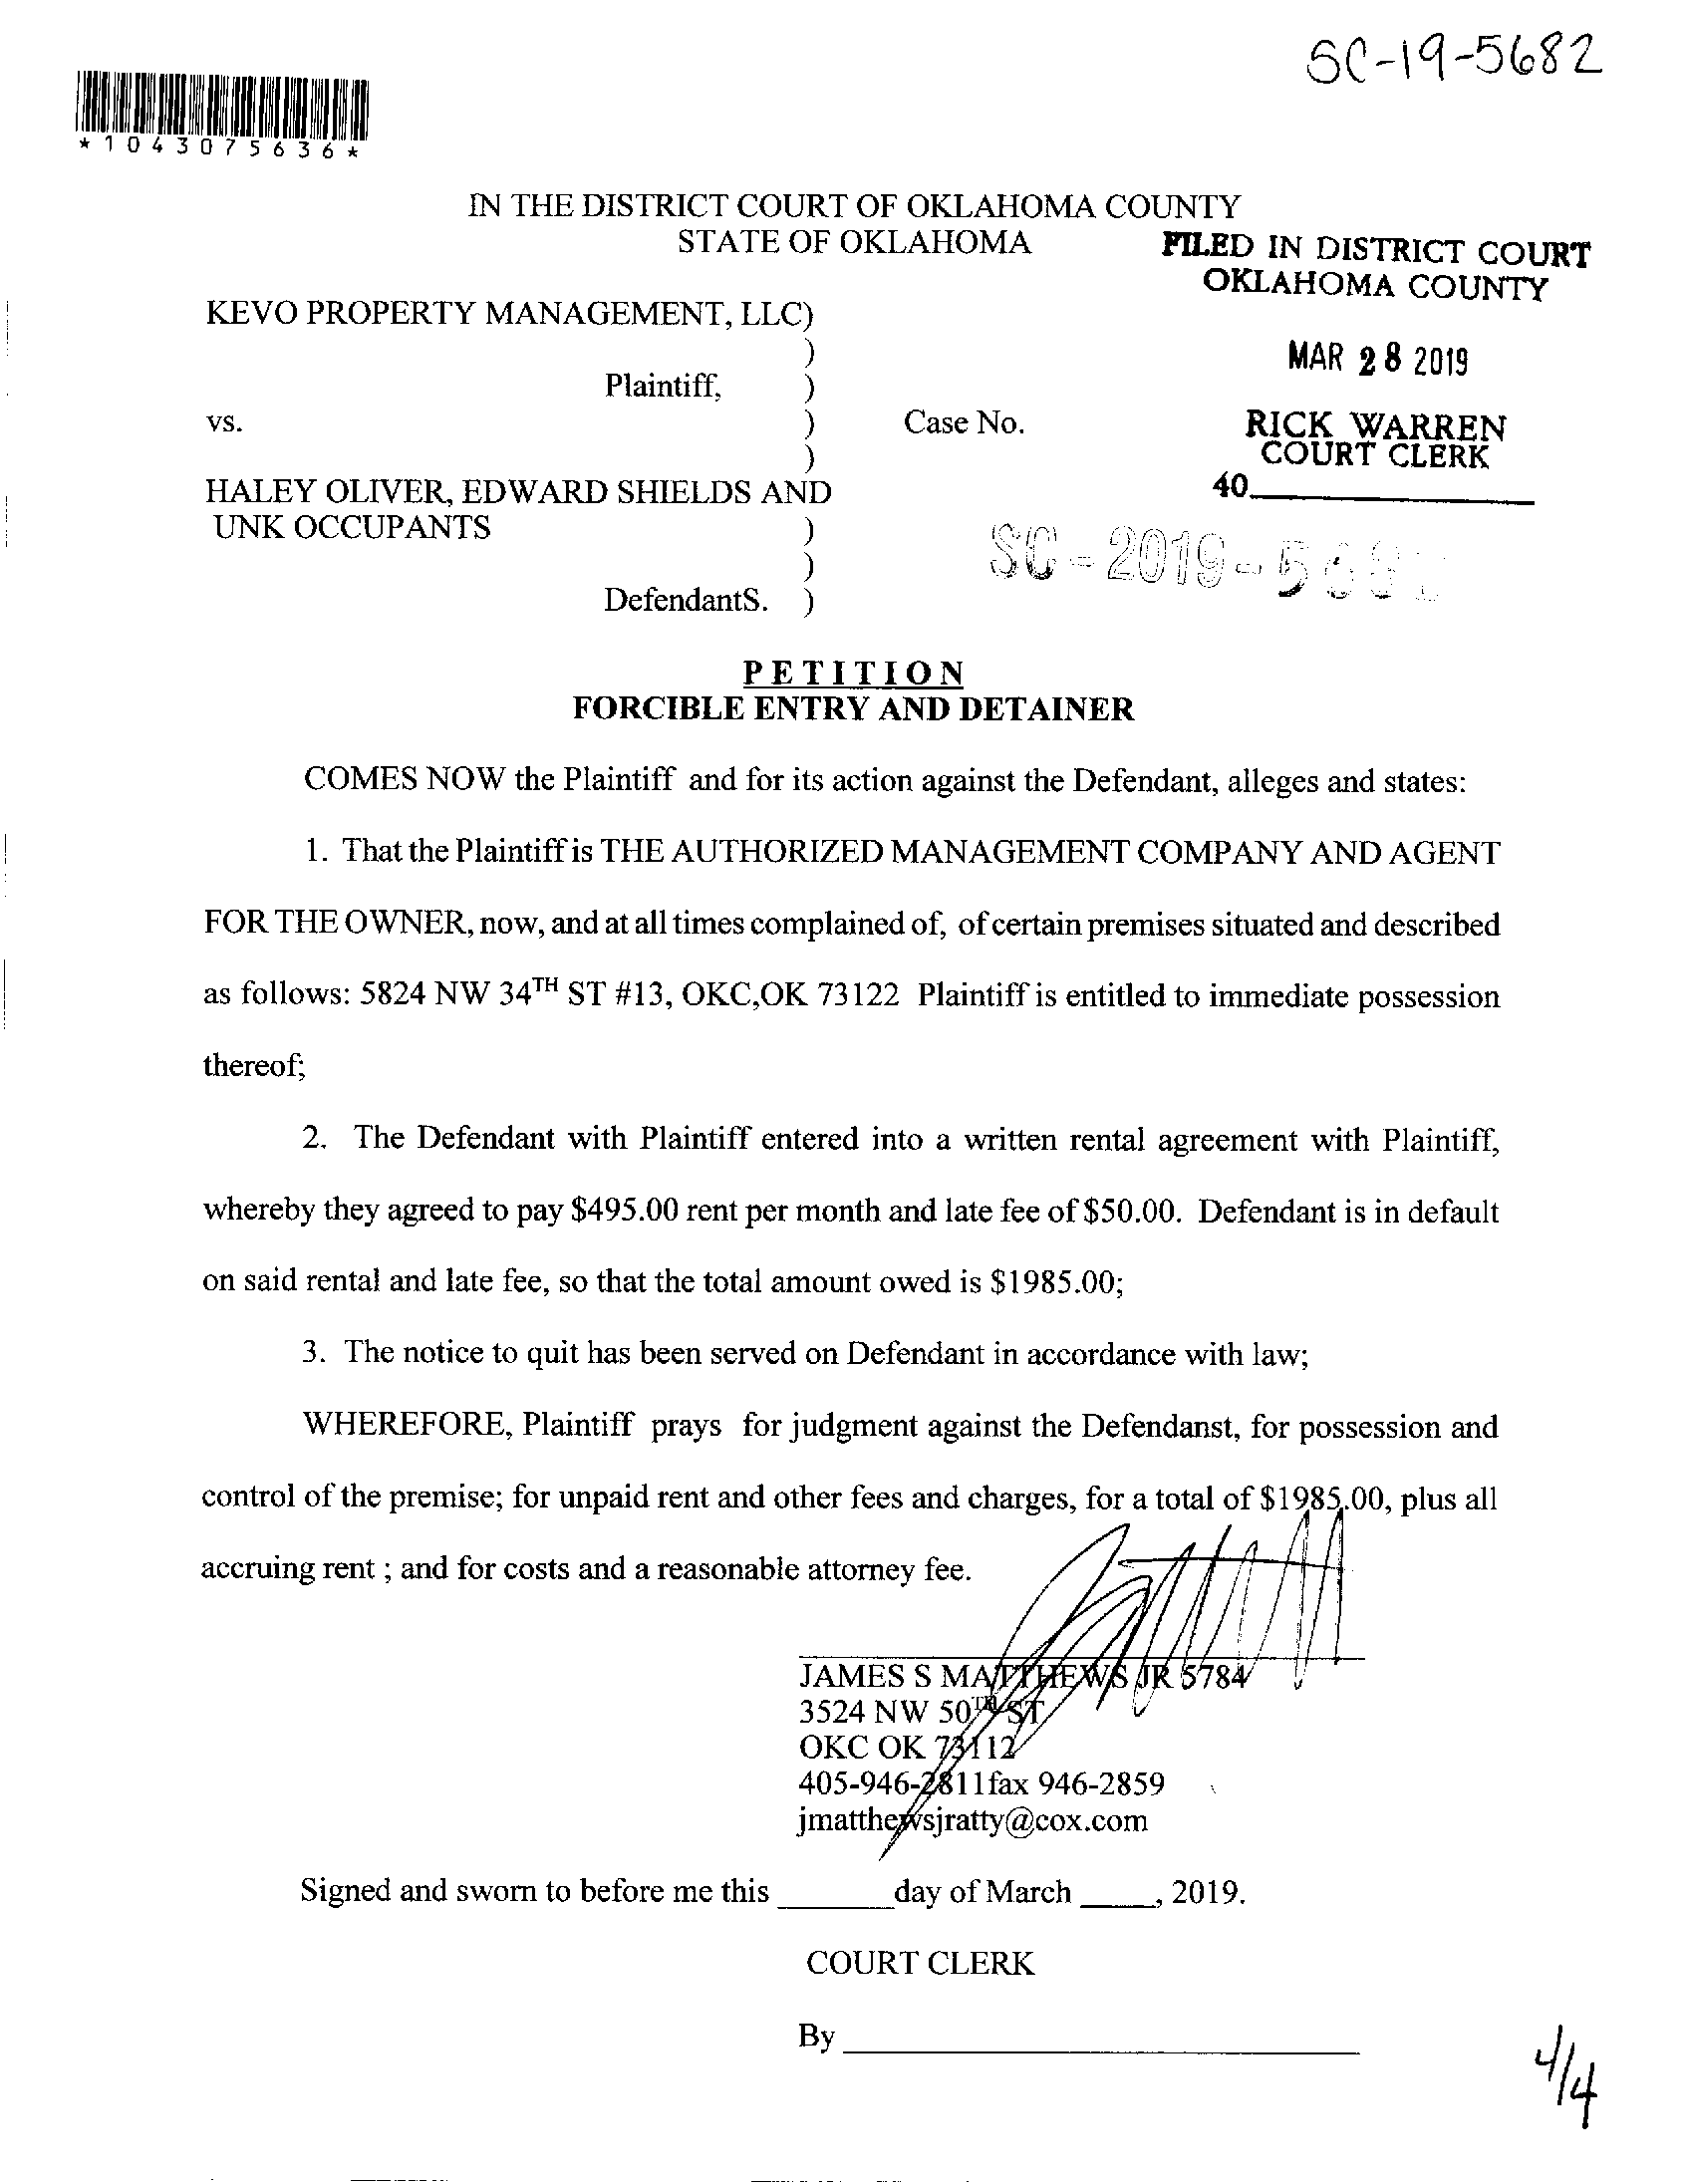 SC-19-5682
*1043075636*
IN THE DISTRICT COURT OF OKLAHOMA COUNTY
STATE OF OKLAHOMA
FILED IN DISTRICT COURT
OKLAHOMA COUNTY
KEVO PROPERTY MANAGEMENT, LLC)
)
MAR 28 2019
Plaintiff, )
vs. ) Case No.
RICK WARREN
COURT CLERK
)
40
HALEY OLIVER, EDWARD SHIELDS AND
UNK OCCUPANTS )
SC-2019-5
)
DefendantS. )
PETITION
FORCIBLE ENTRY AND DETAINER
COMES NOW the Plaintiff and for its action against the Defendant, alleges and states:
1. That the Plaintiff is THE AUTHORIZED MANAGEMENT COMPANY AND AGENT
FOR THE OWNER, now, and at all times complained of, of certain premises situated and described
as follows: 5824 NW 34TH ST #13, OKC,OK 73122 Plaintiff is entitled to immediate possession
thereof;
2. The Defendant with Plaintiff entered into a written rental agreement with Plaintiff,
whereby they agreed to pay $495.00 rent per month and late fee of $50.00. Defendant is in default
on said rental and late fee, so that the total amount owed is $1985.00;
3. The notice to quit has been served on Defendant in accordance with law;
WHEREFORE, Plaintiff prays for judgment against the Defendanst, for possession and
control of the premise; for unpaid rent and other fees and charges, for a total of $1985.00, plus all
accruing rent ; and for costs and a reasonable attorney fee.
JAMES S MATTHEWS JR 5784
3524 NW 50TH ST
OKC OK 73112
405-946-2811fax 946-2859
jmatthewsjratty@cox.com
Signed and sworn to before me this _______day of March _____, 2019.
COURT CLERK
By
4/4